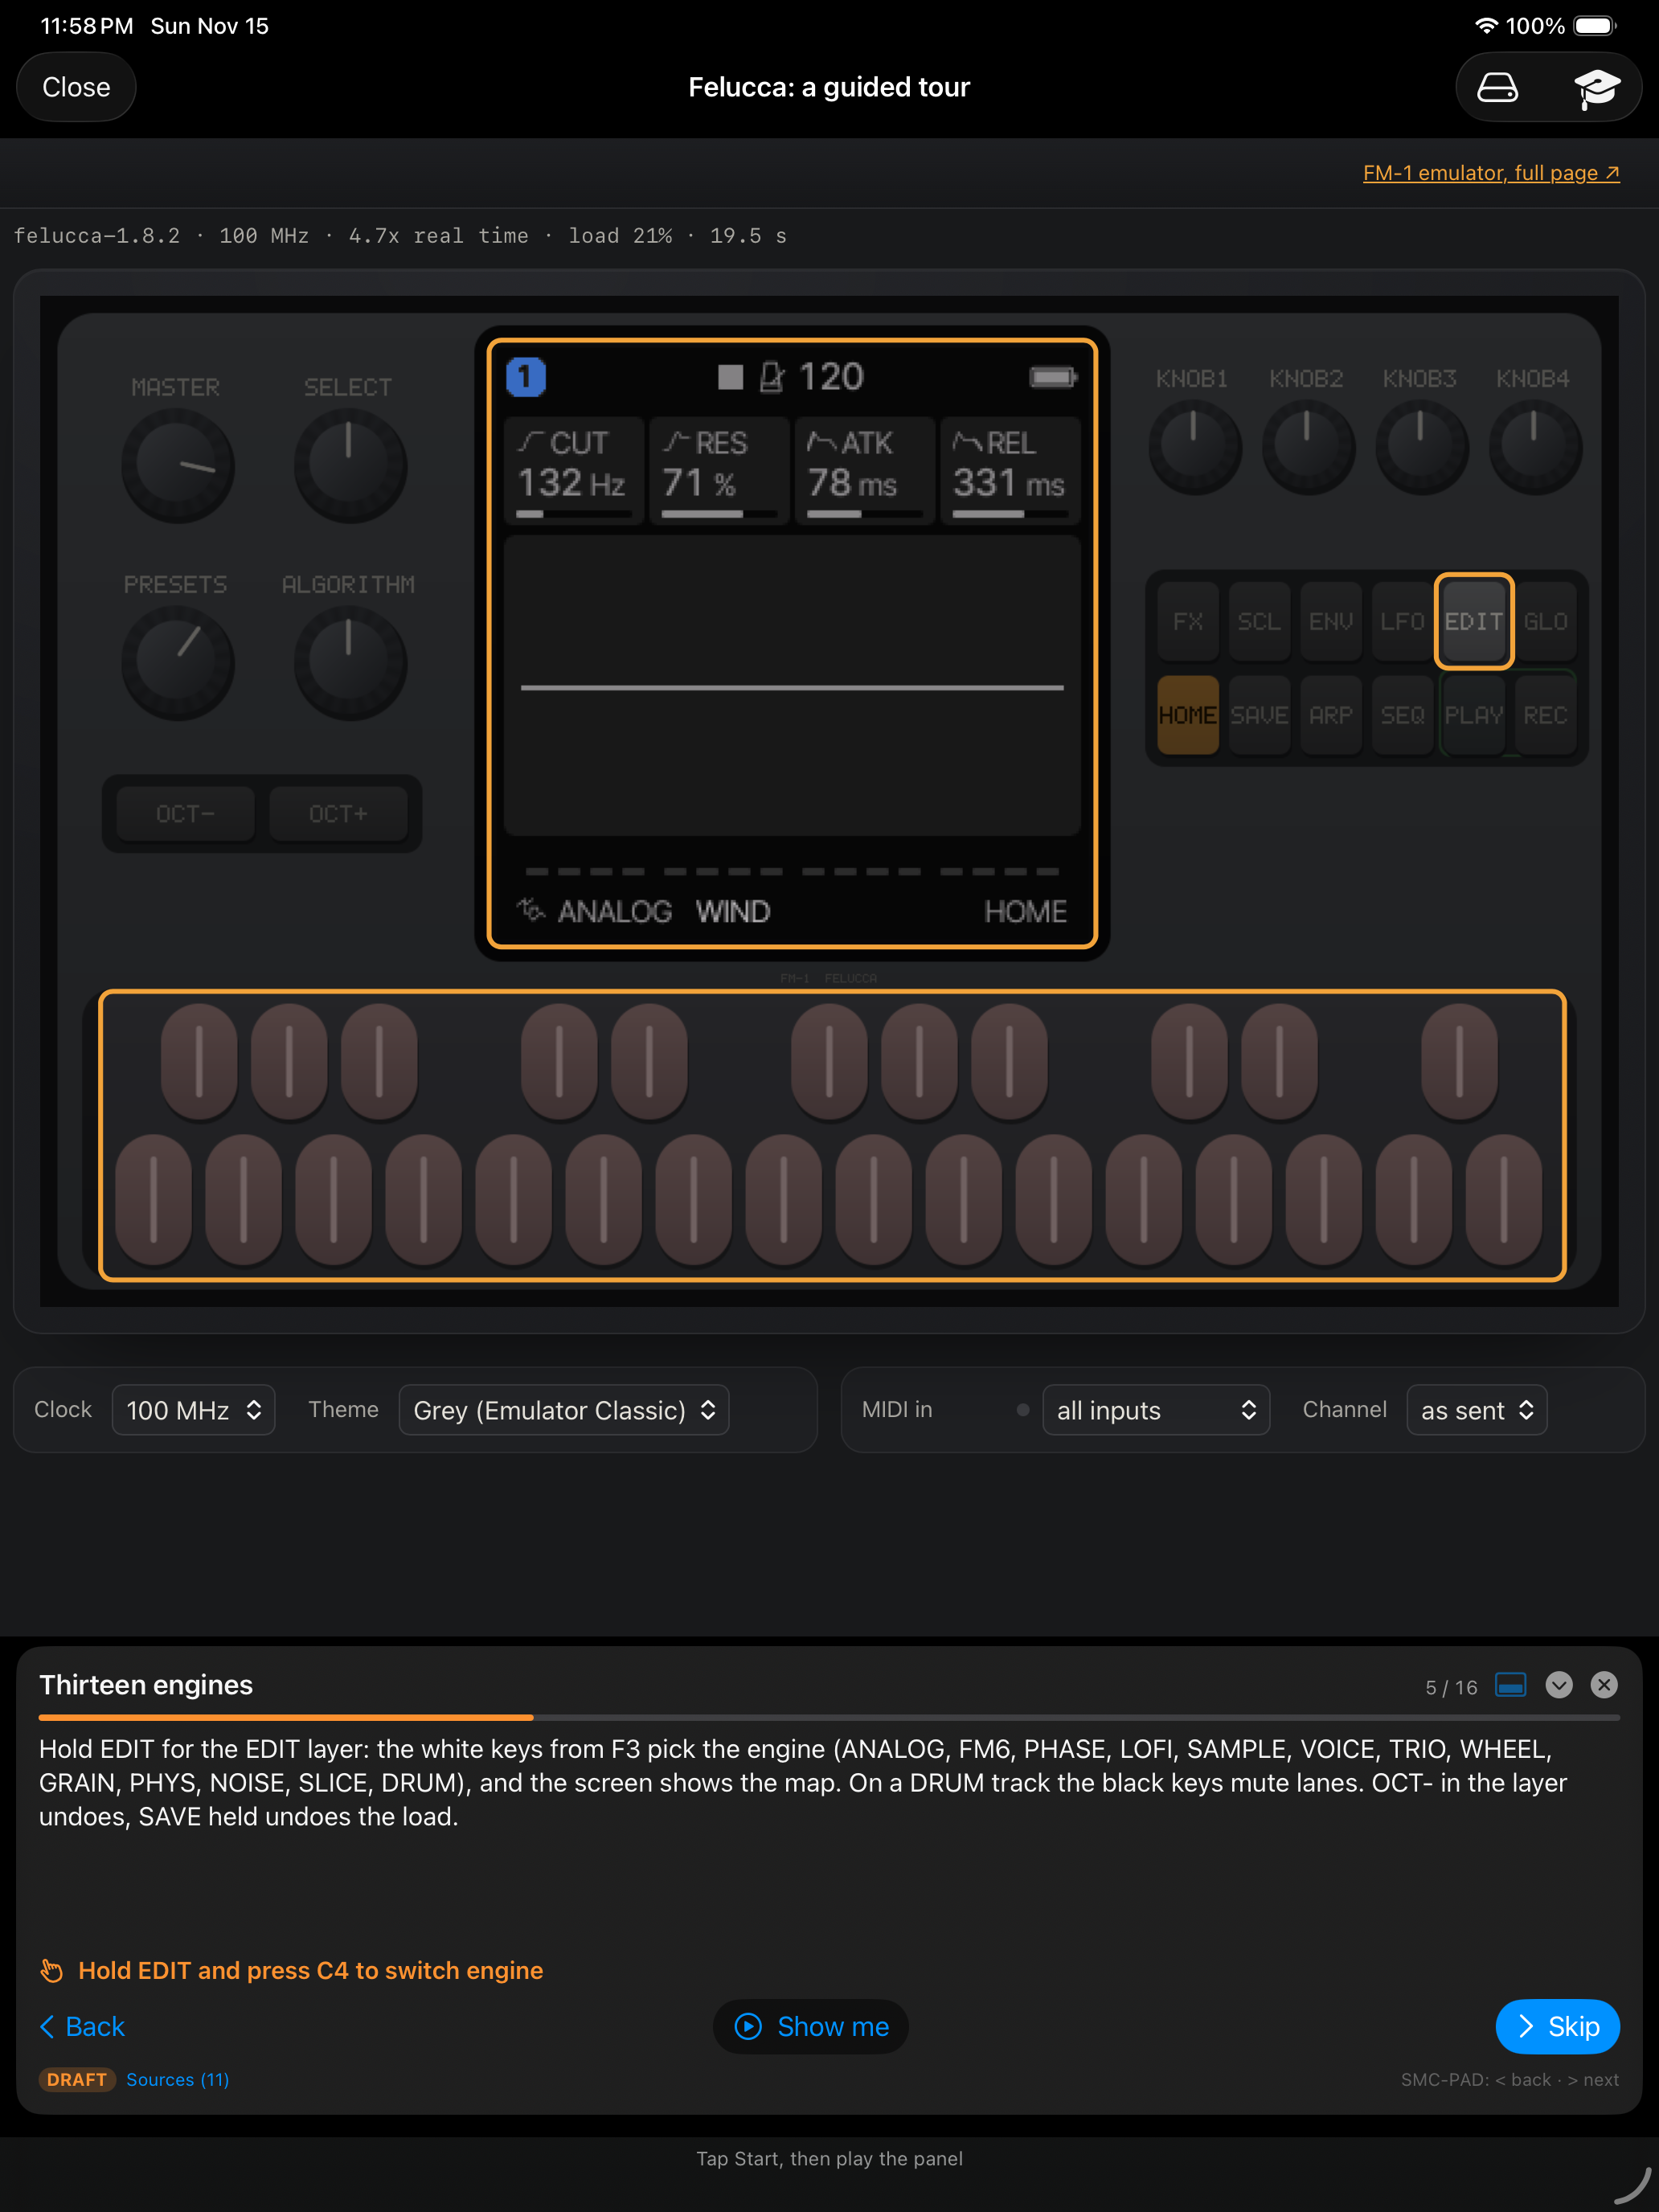 11:58 PM Sun Nov 15
100%
Close
Felucca: a guided tour
FM-1 emulator, full page ↗
felucca-1.8.2 · 100 MHz · 4.7x real time · load 21% · 19.5 s
MASTER SELECT
1 120
KNOB1 KNOB2 KNOB3 KNOB4
CUT RES ATK REL
132 Hz 71 % 78 ms 331 ms
PRESETS ALGORITHM
FX SCL ENV LFO EDIT GLO
HOME SAVE ARP SEQ PLAY REC
OCT- OCT+
ANALOG WIND HOME
FM-1 FELUCCA
Clock 100 MHz Theme Grey (Emulator Classic)
MIDI in all inputs Channel as sent
Thirteen engines
5 / 16
Hold EDIT for the EDIT layer: the white keys from F3 pick the engine (ANALOG, FM6, PHASE, LOFI, SAMPLE, VOICE, TRIO, WHEEL,
GRAIN, PHYS, NOISE, SLICE, DRUM), and the screen shows the map. On a DRUM track the black keys mute lanes. OCT- in the layer
undoes, SAVE held undoes the load.
Hold EDIT and press C4 to switch engine
Back
Show me
Skip
DRAFT Sources (11)
SMC-PAD: < back · > next
Tap Start, then play the panel